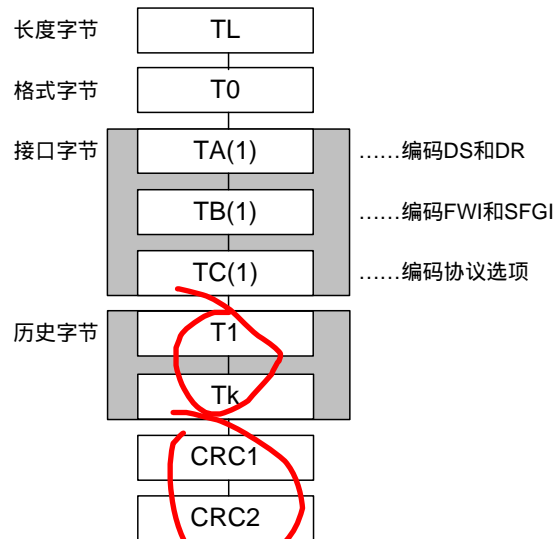 长度字节 TL
格式字节 T0
接口字节 TA(1) ……编码DS和DR
TB(1) ……编码FWI和SFGI
TC(1) ……编码协议选项
历史字节 T1
Tk
CRC1
CRC2